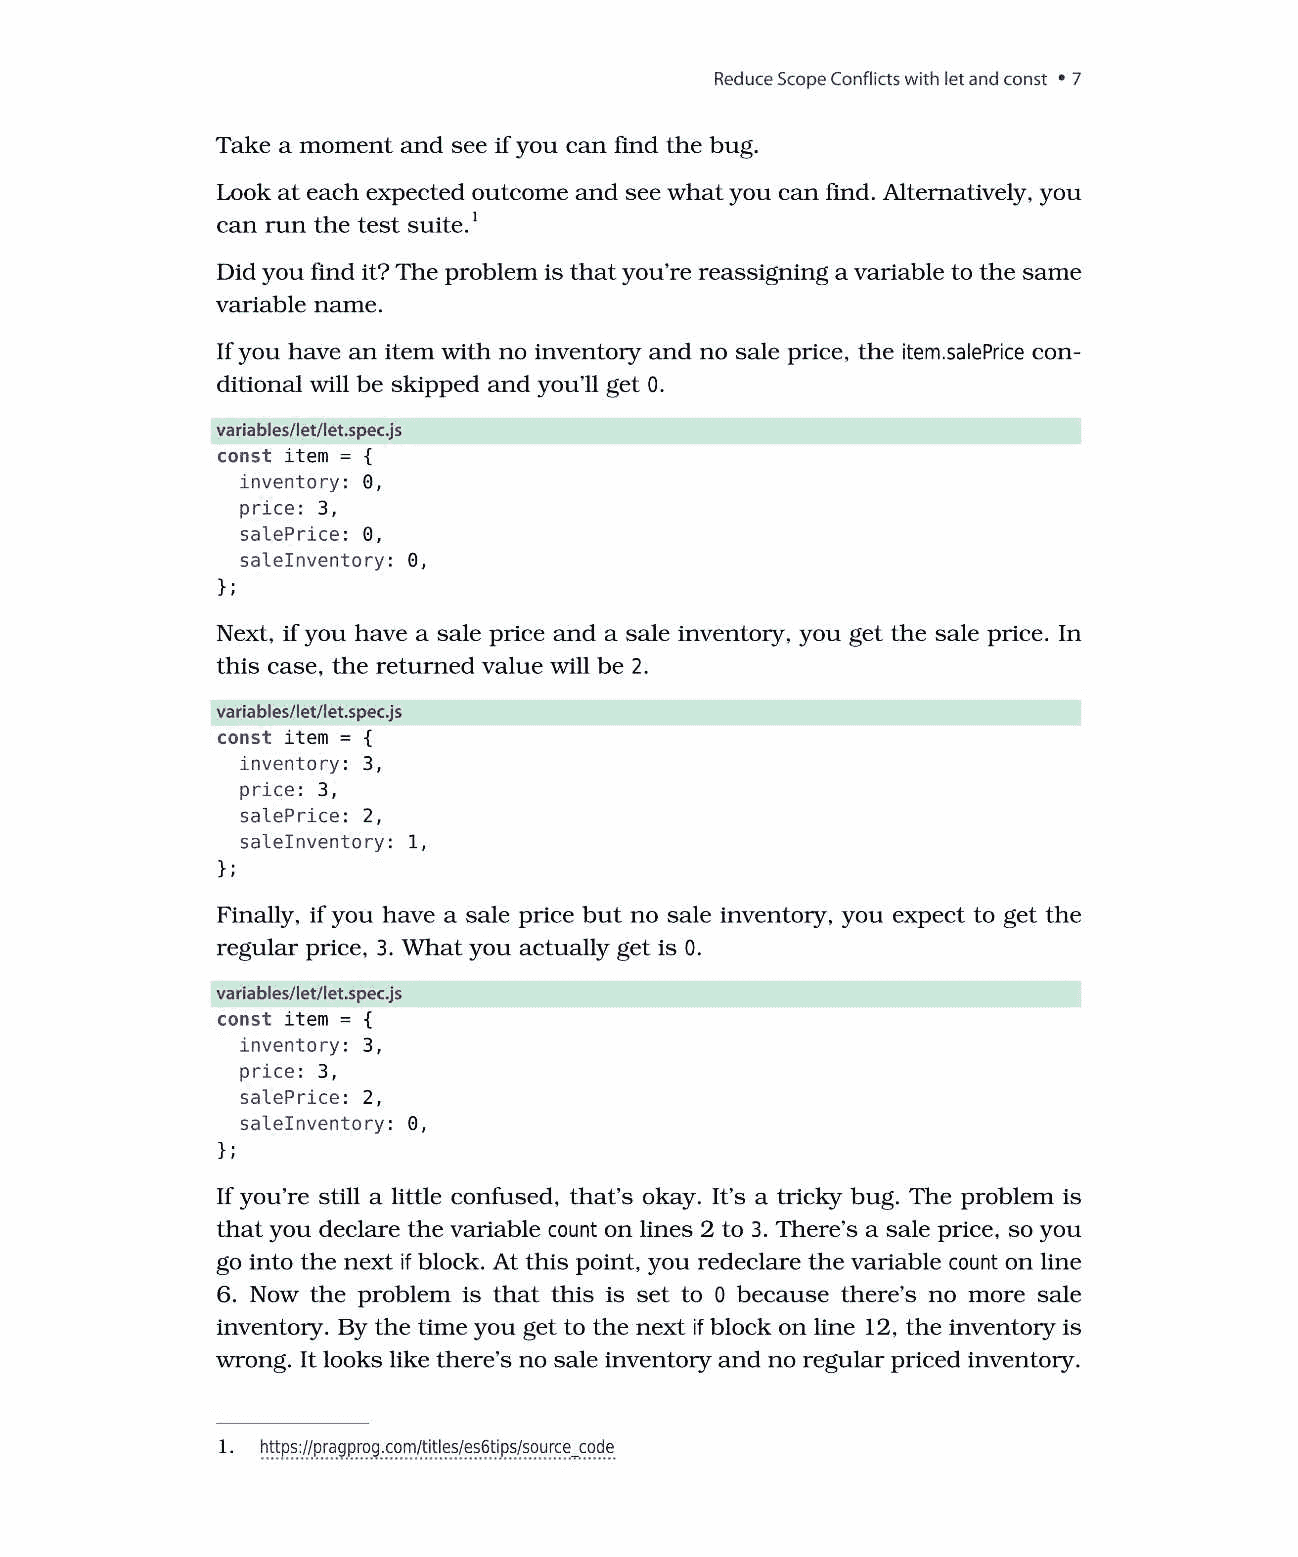 Reduce Scope Conflicts with let and const • 7
Take a moment and see if you can find the bug.
Look at each expected outcome and see what you can find. Alternatively, you
can run the test suite.1
Did you find it? The problem is that you’re reassigning a variable to the same
variable name.
If you have an item with no inventory and no sale price, the item.salePrice con-
ditional will be skipped and you’ll get 0.
variables/let/let.spec.js
const item = {
  inventory: 0,
  price: 3,
  salePrice: 0,
  saleInventory: 0,
};
Next, if you have a sale price and a sale inventory, you get the sale price. In
this case, the returned value will be 2.
variables/let/let.spec.js
const item = {
  inventory: 3,
  price: 3,
  salePrice: 2,
  saleInventory: 1,
};
Finally, if you have a sale price but no sale inventory, you expect to get the
regular price, 3. What you actually get is 0.
variables/let/let.spec.js
const item = {
  inventory: 3,
  price: 3,
  salePrice: 2,
  saleInventory: 0,
};
If you’re still a little confused, that’s okay. It’s a tricky bug. The problem is
that you declare the variable count on lines 2 to 3. There’s a sale price, so you
go into the next if block. At this point, you redeclare the variable count on line
6. Now the problem is that this is set to 0 because there’s no more sale
inventory. By the time you get to the next if block on line 12, the inventory is
wrong. It looks like there’s no sale inventory and no regular priced inventory.
1. https://pragprog.com/titles/es6tips/source_code